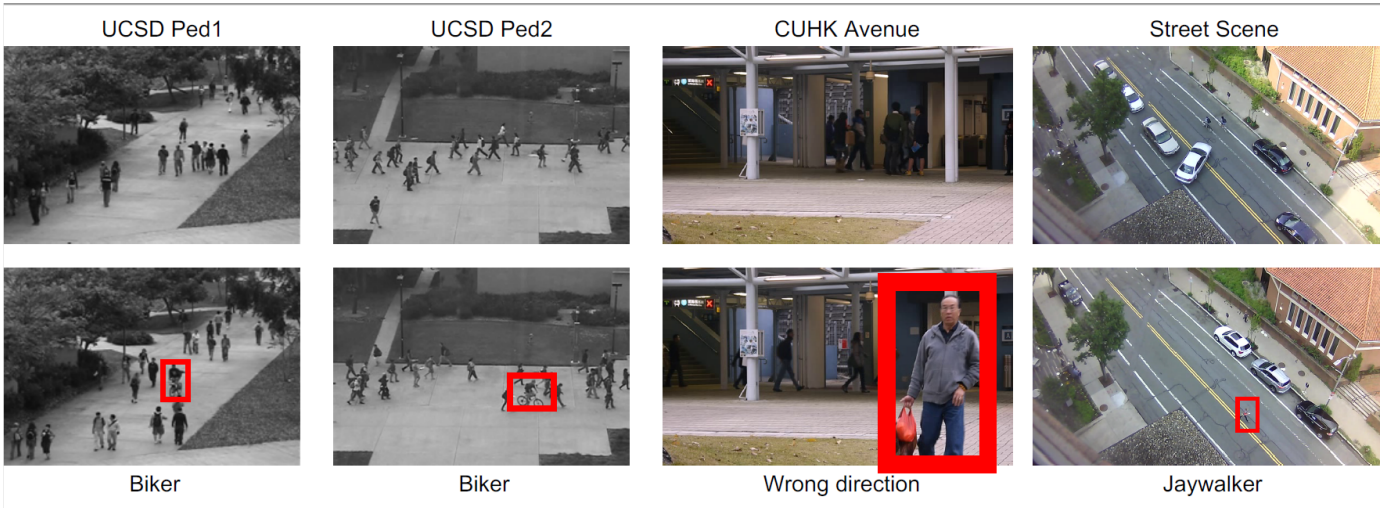 UCSD Ped1
UCSD Ped2
CUHK Avenue
Street Scene
Biker
Biker
Wrong direction
Jaywalker